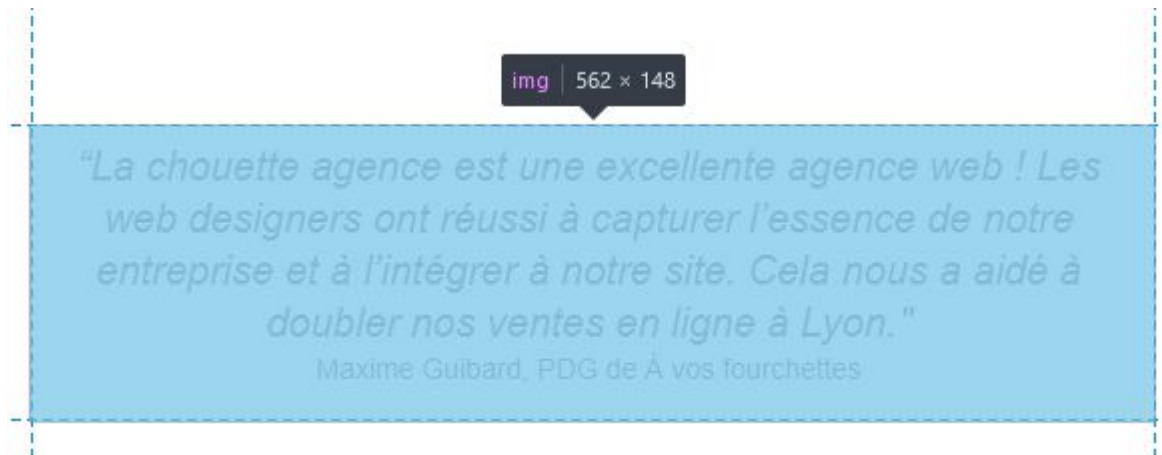 img 562 × 148
“La chouette agence est une excellente agence web ! Les
web designers ont réussi à capturer l’essence de notre
entreprise et à l’intégrer à notre site. Cela nous a aidé à
doubler nos ventes en ligne à Lyon."
Maxime Guibard, PDG de À vos fourchettes